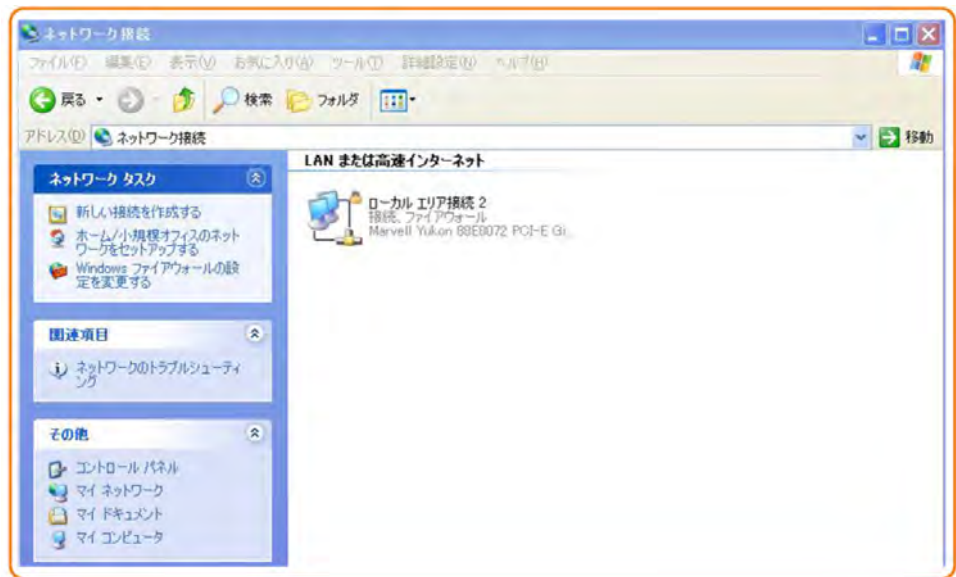 ネットワーク接続
ファイル(F) 編集(E) 表示(V) お気に入り(A) ツール(T) 詳細設定(N) ヘルプ(H)
戻る 検索 フォルダ
アドレス(D) ネットワーク接続 移動
ネットワーク タスク
新しい接続を作成する
ホーム/小規模オフィスのネット
ワークをセットアップする
Windows ファイアウォールの設
定を変更する
関連項目
ネットワークのトラブルシューティ
ング
その他
コントロール パネル
マイ ネットワーク
マイ ドキュメント
マイ コンピュータ
LAN または高速インターネット
ローカル エリア接続 2
接続、ファイアウォール
Marvell Yukon 88E8072 PCI-E Gi...